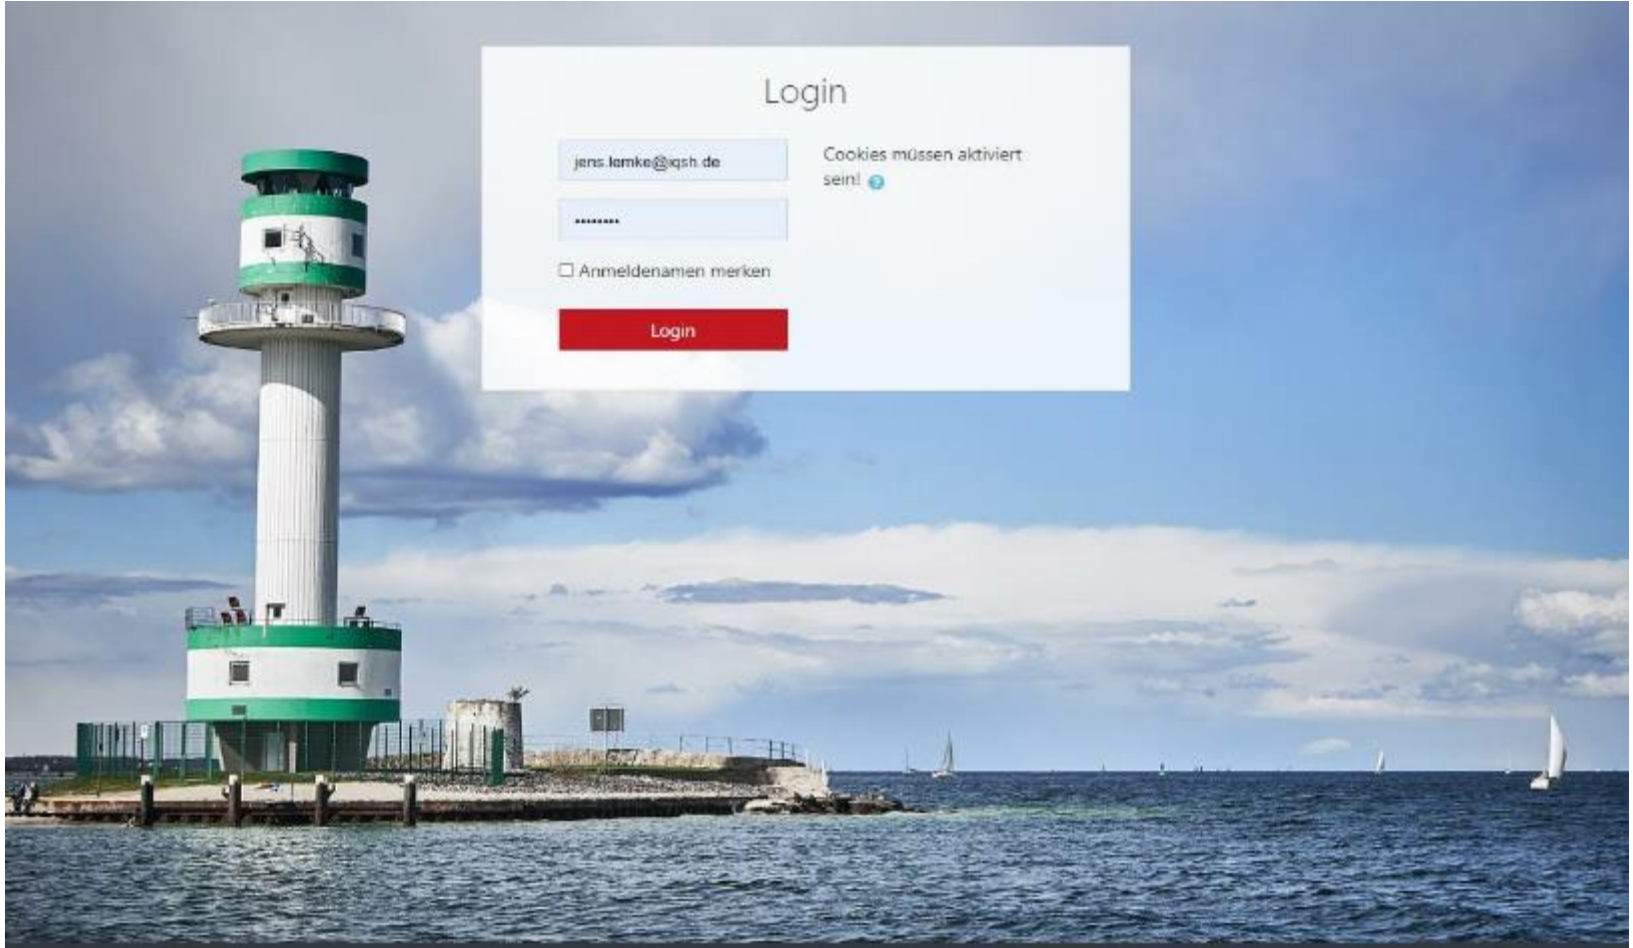 Login
jens.lemke@iqsh.de
Cookies müssen aktiviert
sein!
••••••••
Anmeldenamen merken
Login